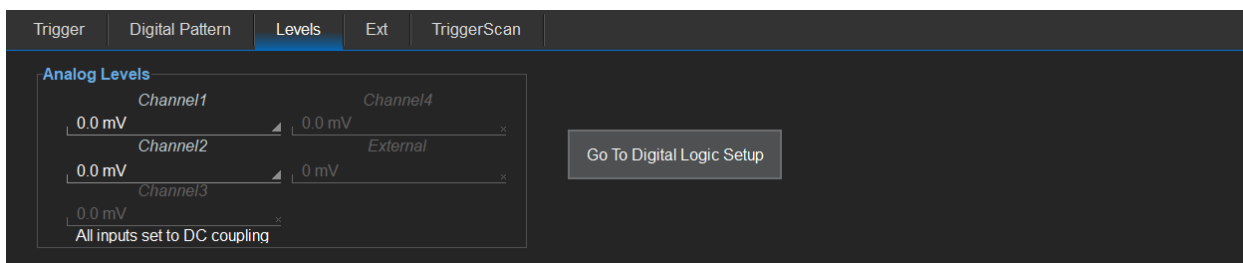 Trigger Digital Pattern Levels Ext TriggerScan
Analog Levels
Channel1 Channel4
0.0 mV 0.0 mV
Channel2 External
0.0 mV 0 mV
Channel3
0.0 mV
All inputs set to DC coupling
Go To Digital Logic Setup